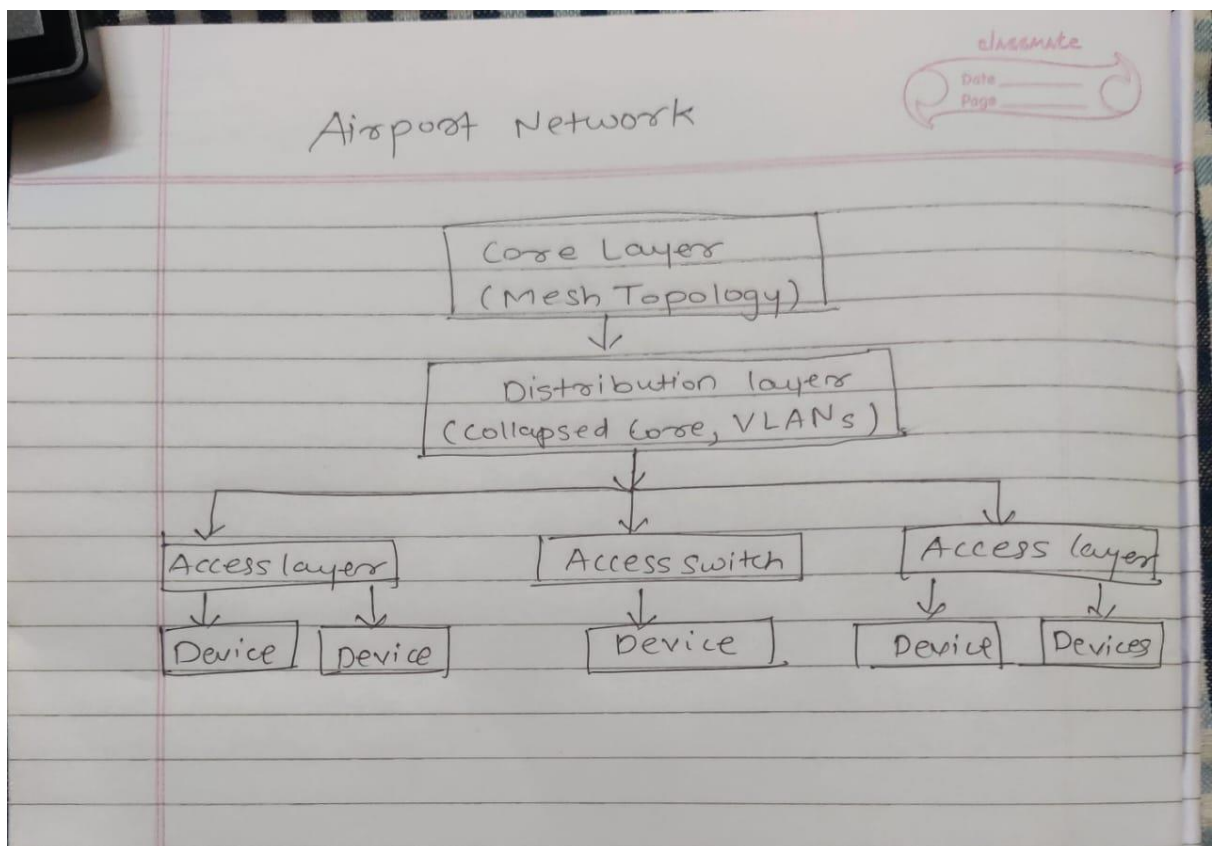 classmate
Date
Page
Airport Network
Core Layer
(Mesh Topology)
Distribution layer
(Collapsed Core, VLANs)
Access layer
Access switch
Access layer
Device
Device
Device
Device
Devices